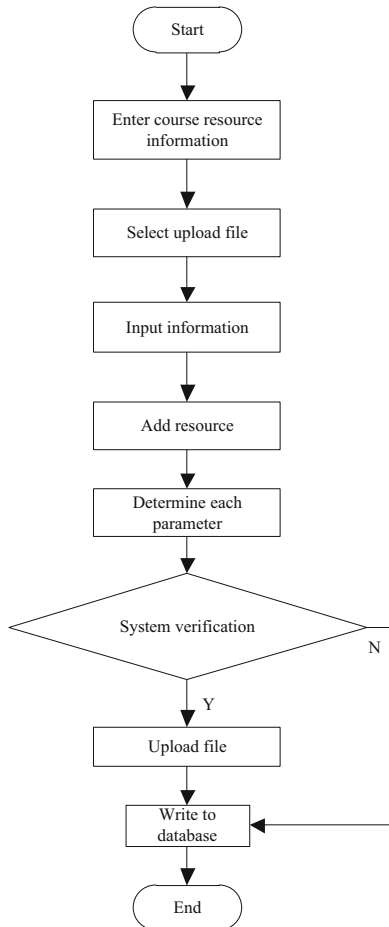 Start
Enter course resource
information
Select upload file
Input information
Add resource
Determine each
parameter
System verification
N
Y
Upload file
Write to
database
End